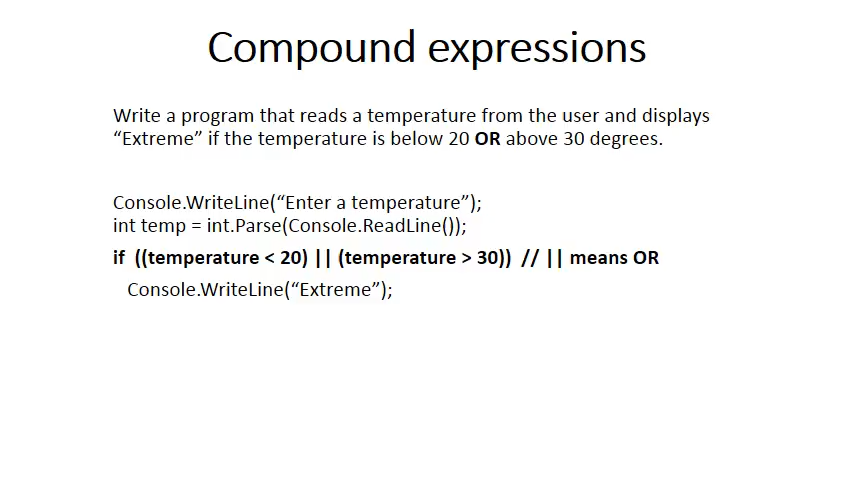 Compound expressions
Write a program that reads a temperature from the user and displays
“Extreme” if the temperature is below 20 OR above 30 degrees.
Console.WriteLine(“Enter a temperature”);
int temp = int.Parse(Console.ReadLine());
if  ((temperature < 20) || (temperature > 30))  // || means OR
Console.WriteLine(“Extreme”);